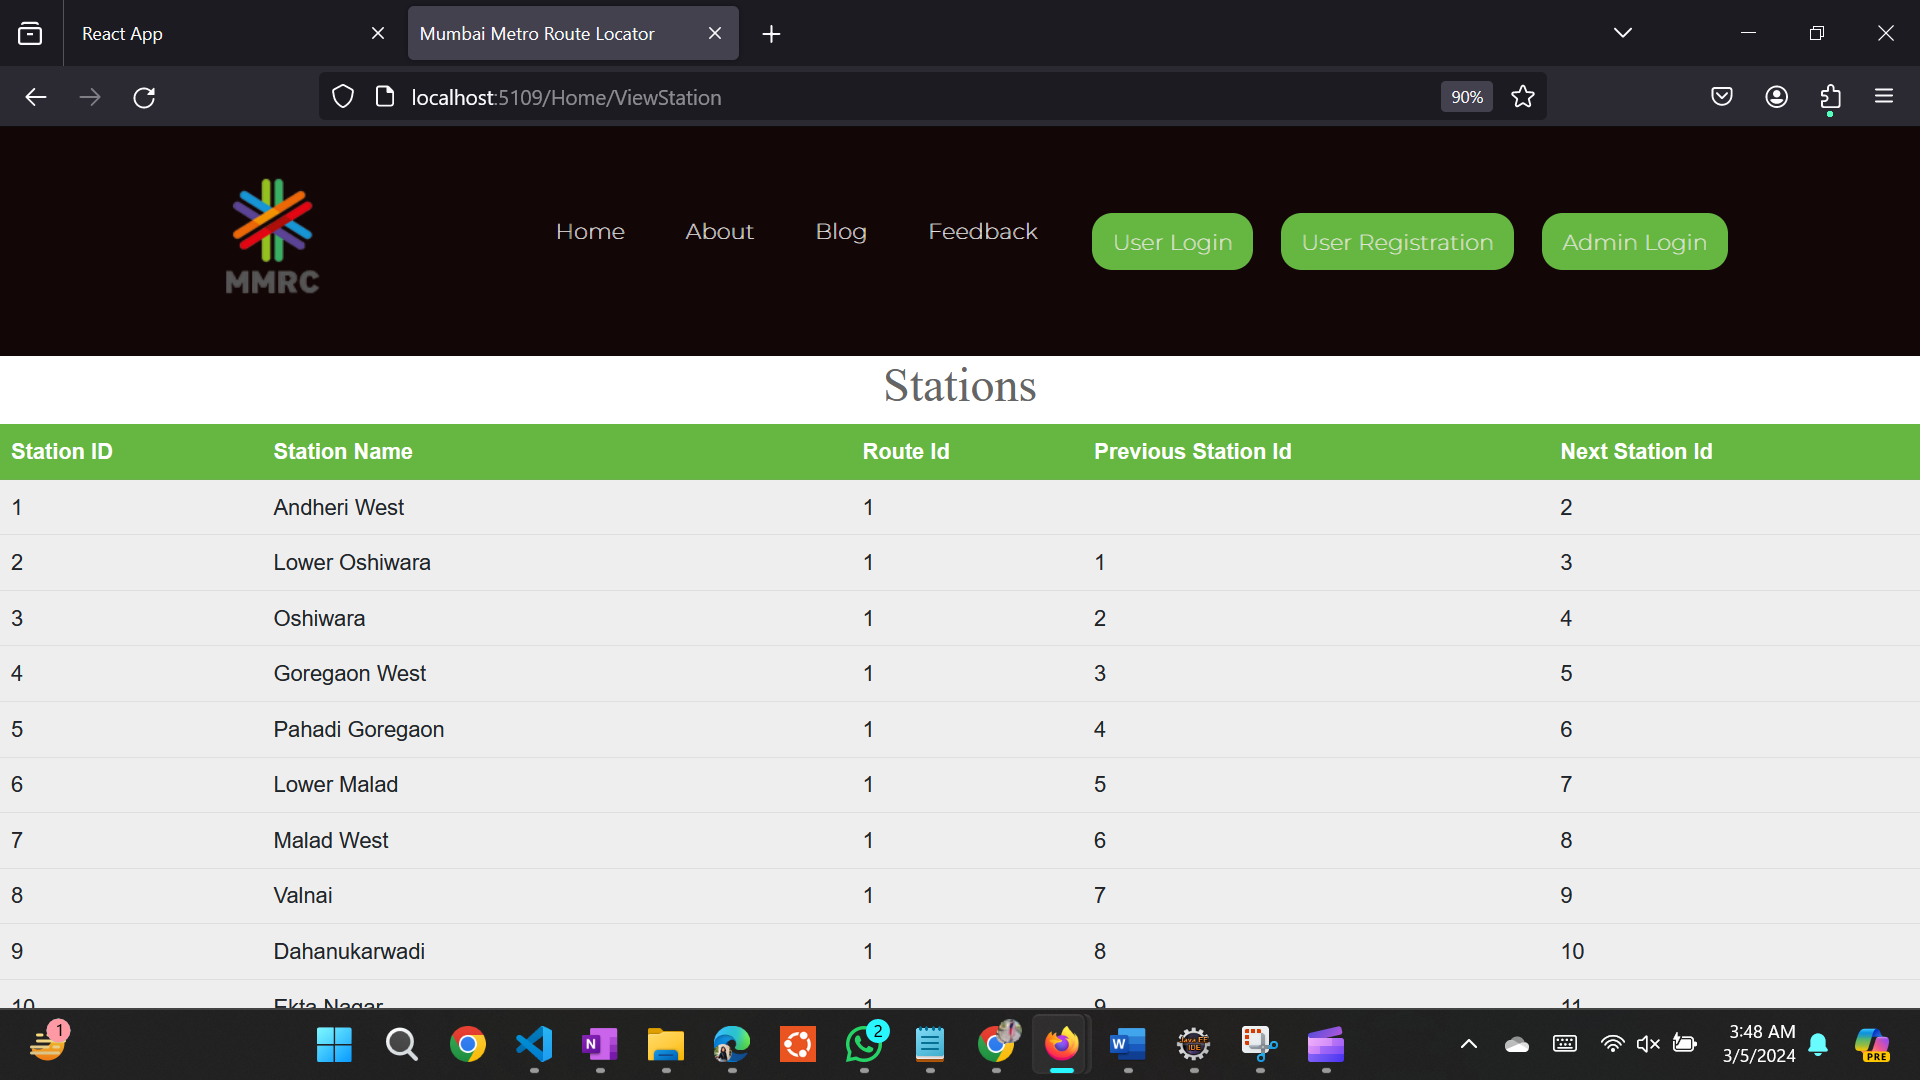 React App
Mumbai Metro Route Locator
localhost:5109/Home/ViewStation
90%
MMRC
Home About Blog Feedback User Login User Registration Admin Login
Stations
Station ID Station Name Route Id Previous Station Id Next Station Id
1 Andheri West 1 2
2 Lower Oshiwara 1 1 3
3 Oshiwara 1 2 4
4 Goregaon West 1 3 5
5 Pahadi Goregaon 1 4 6
6 Lower Malad 1 5 7
7 Malad West 1 6 8
8 Valnai 1 7 9
9 Dahanukarwadi 1 8 10
10 Ekta Nagar 1 9 11
1
N
2
W
Java EE
IDE
3:48 AM
3/5/2024
PRE